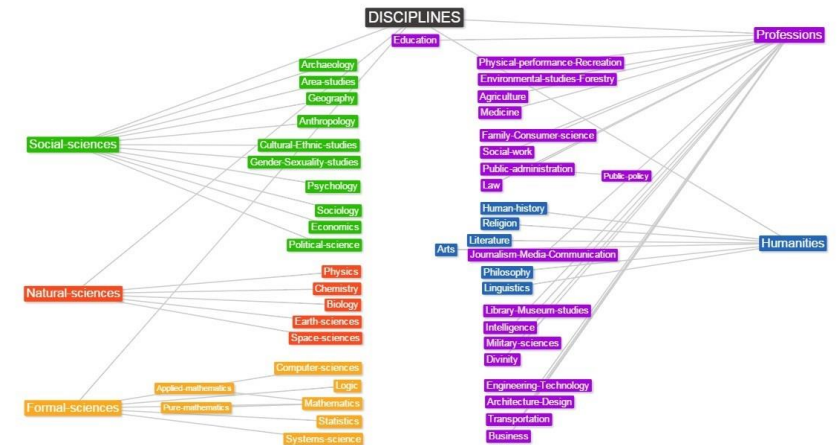 DISCIPLINES
Education
Professions
Archaeology
Area-studies
Geography
Anthropology
Social-sciences
Cultural-Ethnic-studies
Gender-Sexuality-studies
Psychology
Sociology
Economics
Political-science
Physics
Natural-sciences
Chemistry
Biology
Earth-sciences
Space-sciences
Computer-sciences
Applied-mathematics
Logic
Formal-sciences
Pure-mathematics
Mathematics
Statistics
Systems-science
Physical-performance-Recreation
Environmental-studies-Forestry
Agriculture
Medicine
Family-Consumer-science
Social-work
Public-administration
Public-policy
Law
Human-history
Religion
Literature
Arts
Humanities
Journalism-Media-Communication
Philosophy
Linguistics
Library-Museum-studies
Intelligence
Military-sciences
Divinity
Engineering-Technology
Architecture-Design
Transportation
Business